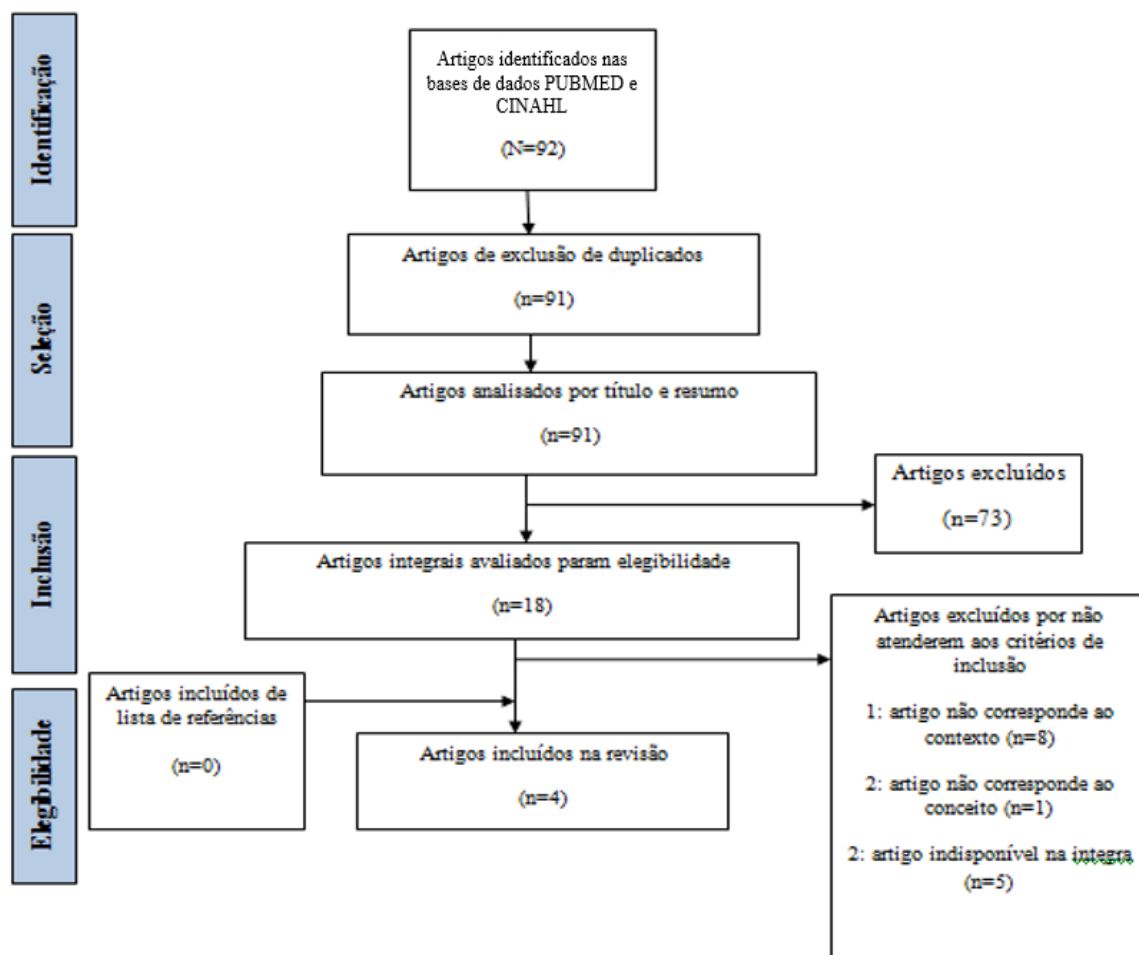 Identificação
Artigos identificados nas
bases de dados PUBMED e
CINAHL
(N=92)
Seleção
Artigos de exclusão de duplicados
(n=91)
Artigos analisados por título e resumo
(n=91)
Artigos excluídos
(n=73)
Inclusão
Artigos integrais avaliados param elegibilidade
(n=18)
Artigos excluídos por não
atenderem aos critérios de
inclusão
1: artigo não corresponde ao
contexto (n=8)
2: artigo não corresponde ao
conceito (n=1)
2: artigo indisponível na integra
(n=5)
Elegibilidade
Artigos incluídos de
lista de referências
(n=0)
Artigos incluídos na revisão
(n=4)